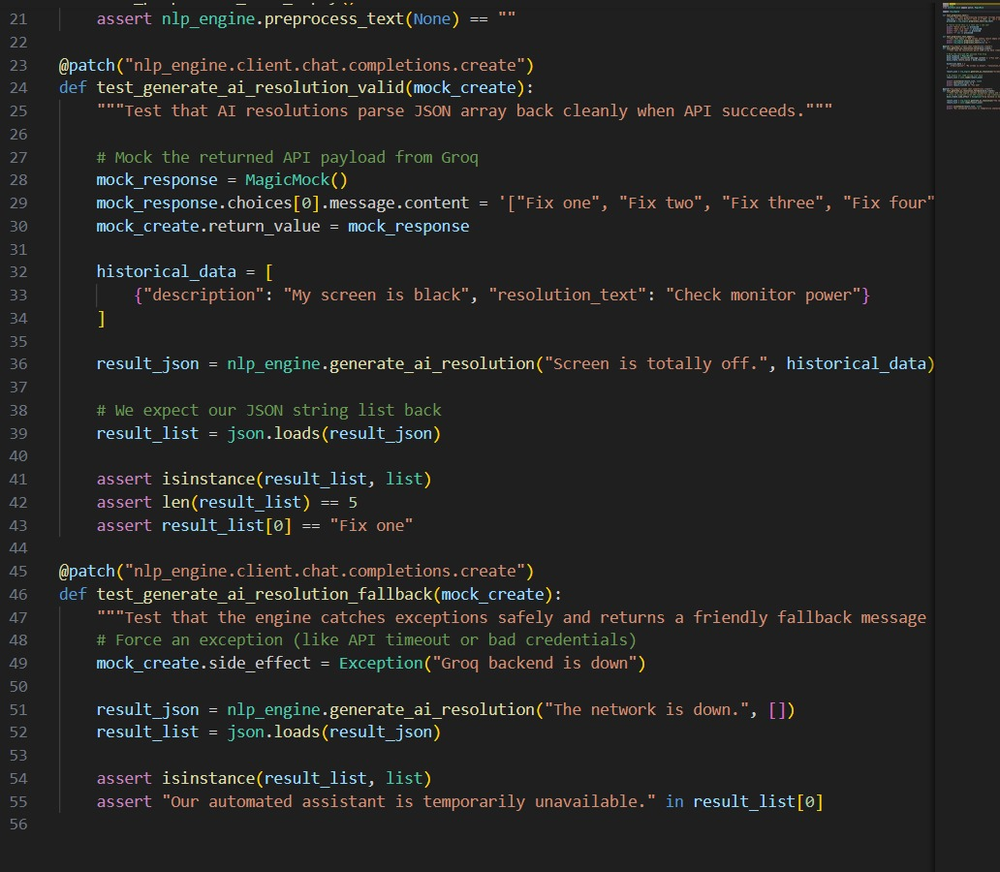 21 assert nlp_engine.preprocess_text(None) == ""
22
23 @patch("nlp_engine.client.chat.completions.create")
24 def test_generate_ai_resolution_valid(mock_create):
25     """Test that AI resolutions parse JSON array back cleanly when API succeeds."""
26
27     # Mock the returned API payload from Groq
28     mock_response = MagicMock()
29     mock_response.choices[0].message.content = '["Fix one", "Fix two", "Fix three", "Fix four"
30     mock_create.return_value = mock_response
31
32     historical_data = [
33         {"description": "My screen is black", "resolution_text": "Check monitor power"}
34     ]
35
36     result_json = nlp_engine.generate_ai_resolution("Screen is totally off.", historical_data)
37
38     # We expect our JSON string list back
39     result_list = json.loads(result_json)
40
41     assert isinstance(result_list, list)
42     assert len(result_list) == 5
43     assert result_list[0] == "Fix one"
44
45 @patch("nlp_engine.client.chat.completions.create")
46 def test_generate_ai_resolution_fallback(mock_create):
47     """Test that the engine catches exceptions safely and returns a friendly fallback message
48     # Force an exception (like API timeout or bad credentials)
49     mock_create.side_effect = Exception("Groq backend is down")
50
51     result_json = nlp_engine.generate_ai_resolution("The network is down.", [])
52     result_list = json.loads(result_json)
53
54     assert isinstance(result_list, list)
55     assert "Our automated assistant is temporarily unavailable." in result_list[0]
56